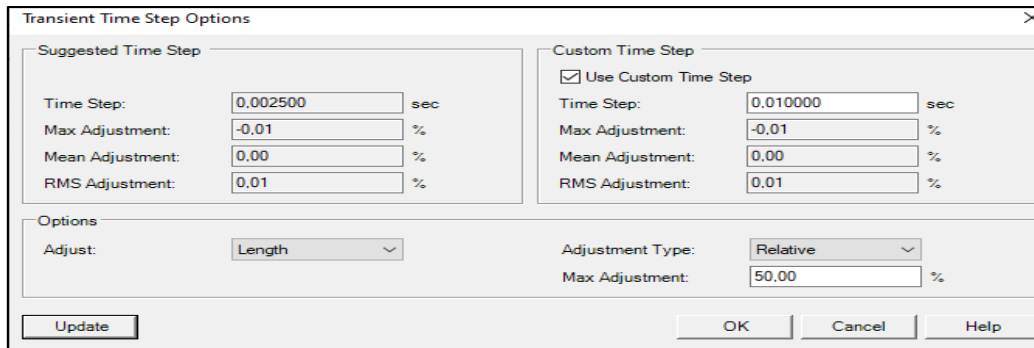 Transient Time Step Options
Suggested Time Step
Time Step: 0,002500 sec
Max Adjustment: -0,01 %
Mean Adjustment: 0,00 %
RMS Adjustment: 0,01 %
Custom Time Step
Use Custom Time Step
Time Step: 0,010000 sec
Max Adjustment: -0,01 %
Mean Adjustment: 0,00 %
RMS Adjustment: 0,01 %
Options
Adjust: Length
Adjustment Type: Relative
Max Adjustment: 50,00 %
Update OK Cancel Help